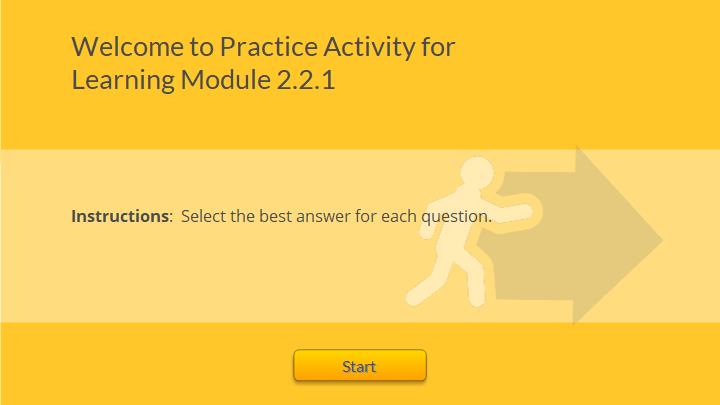 Welcome to Practice Activity for
Learning Module 2.2.1
Instructions: Select the best answer for each question.
Start